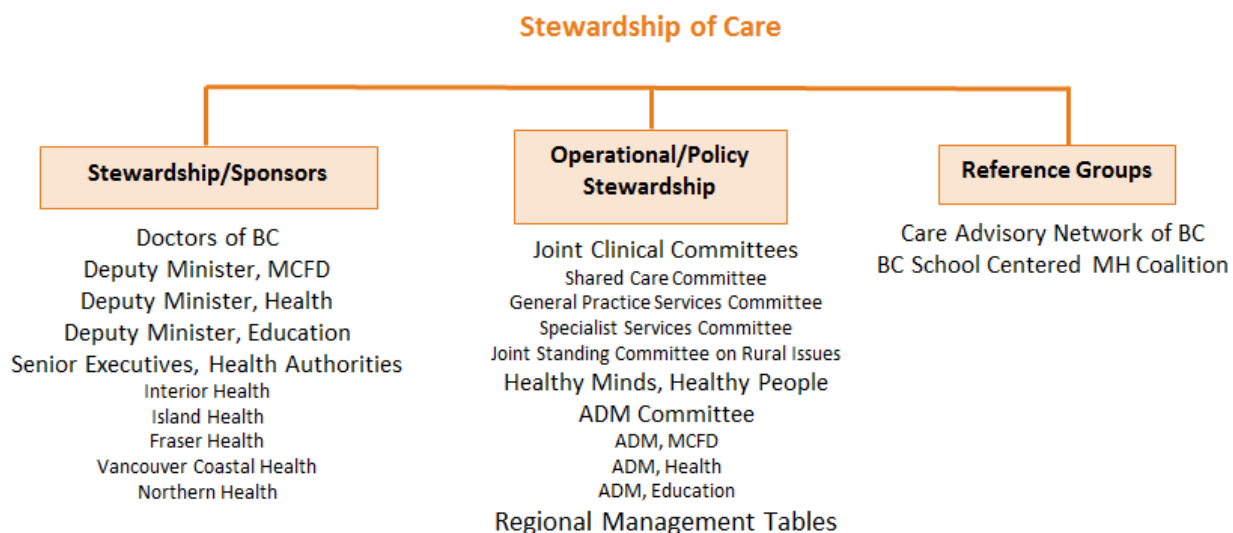 Stewardship of Care
Stewardship/Sponsors
Doctors of BC
Deputy Minister, MCFD
Deputy Minister, Health
Deputy Minister, Education
Senior Executives, Health Authorities
Interior Health
Island Health
Fraser Health
Vancouver Coastal Health
Northern Health
Operational/Policy
Stewardship
Joint Clinical Committees
Shared Care Committee
General Practice Services Committee
Specialist Services Committee
Joint Standing Committee on Rural Issues
Healthy Minds, Healthy People
ADM Committee
ADM, MCFD
ADM, Health
ADM, Education
Regional Management Tables
Reference Groups
Care Advisory Network of BC
BC School Centered MH Coalition